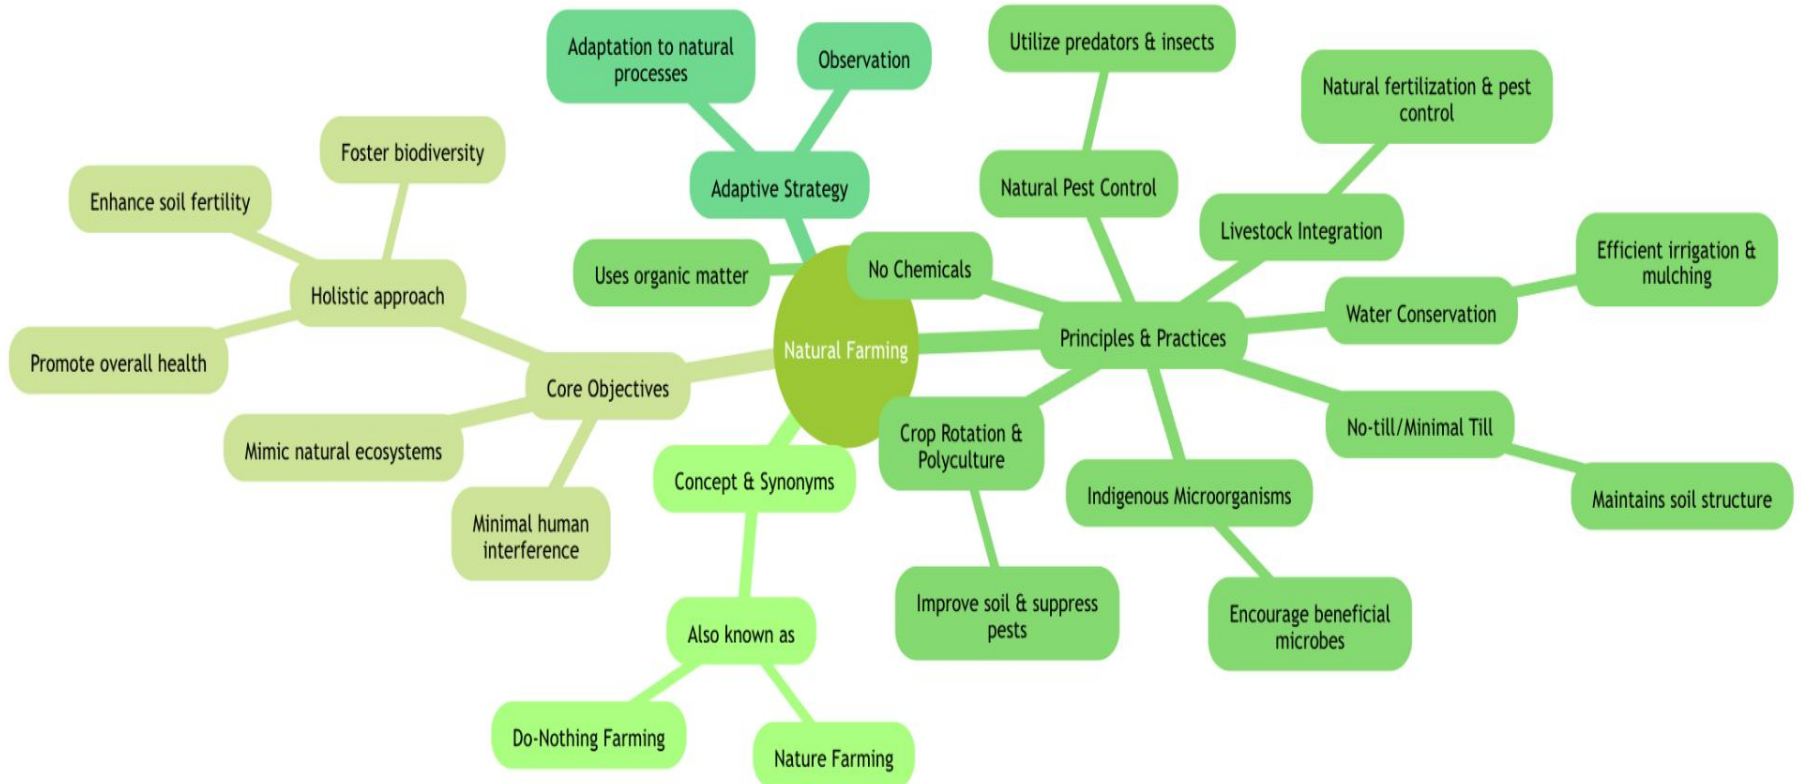 Natural Farming
Adaptive Strategy
Adaptation to natural
processes
Observation
Core Objectives
Holistic approach
Foster biodiversity
Enhance soil fertility
Promote overall health
Mimic natural ecosystems
Minimal human
interference
Concept & Synonyms
Also known as
Do-Nothing Farming
Nature Farming
Principles & Practices
No Chemicals
Uses organic matter
Natural Pest Control
Utilize predators & insects
Livestock Integration
Natural fertilization & pest
control
Water Conservation
Efficient irrigation &
mulching
No-till/Minimal Till
Maintains soil structure
Indigenous Microorganisms
Encourage beneficial
microbes
Crop Rotation &
Polyculture
Improve soil & suppress
pests